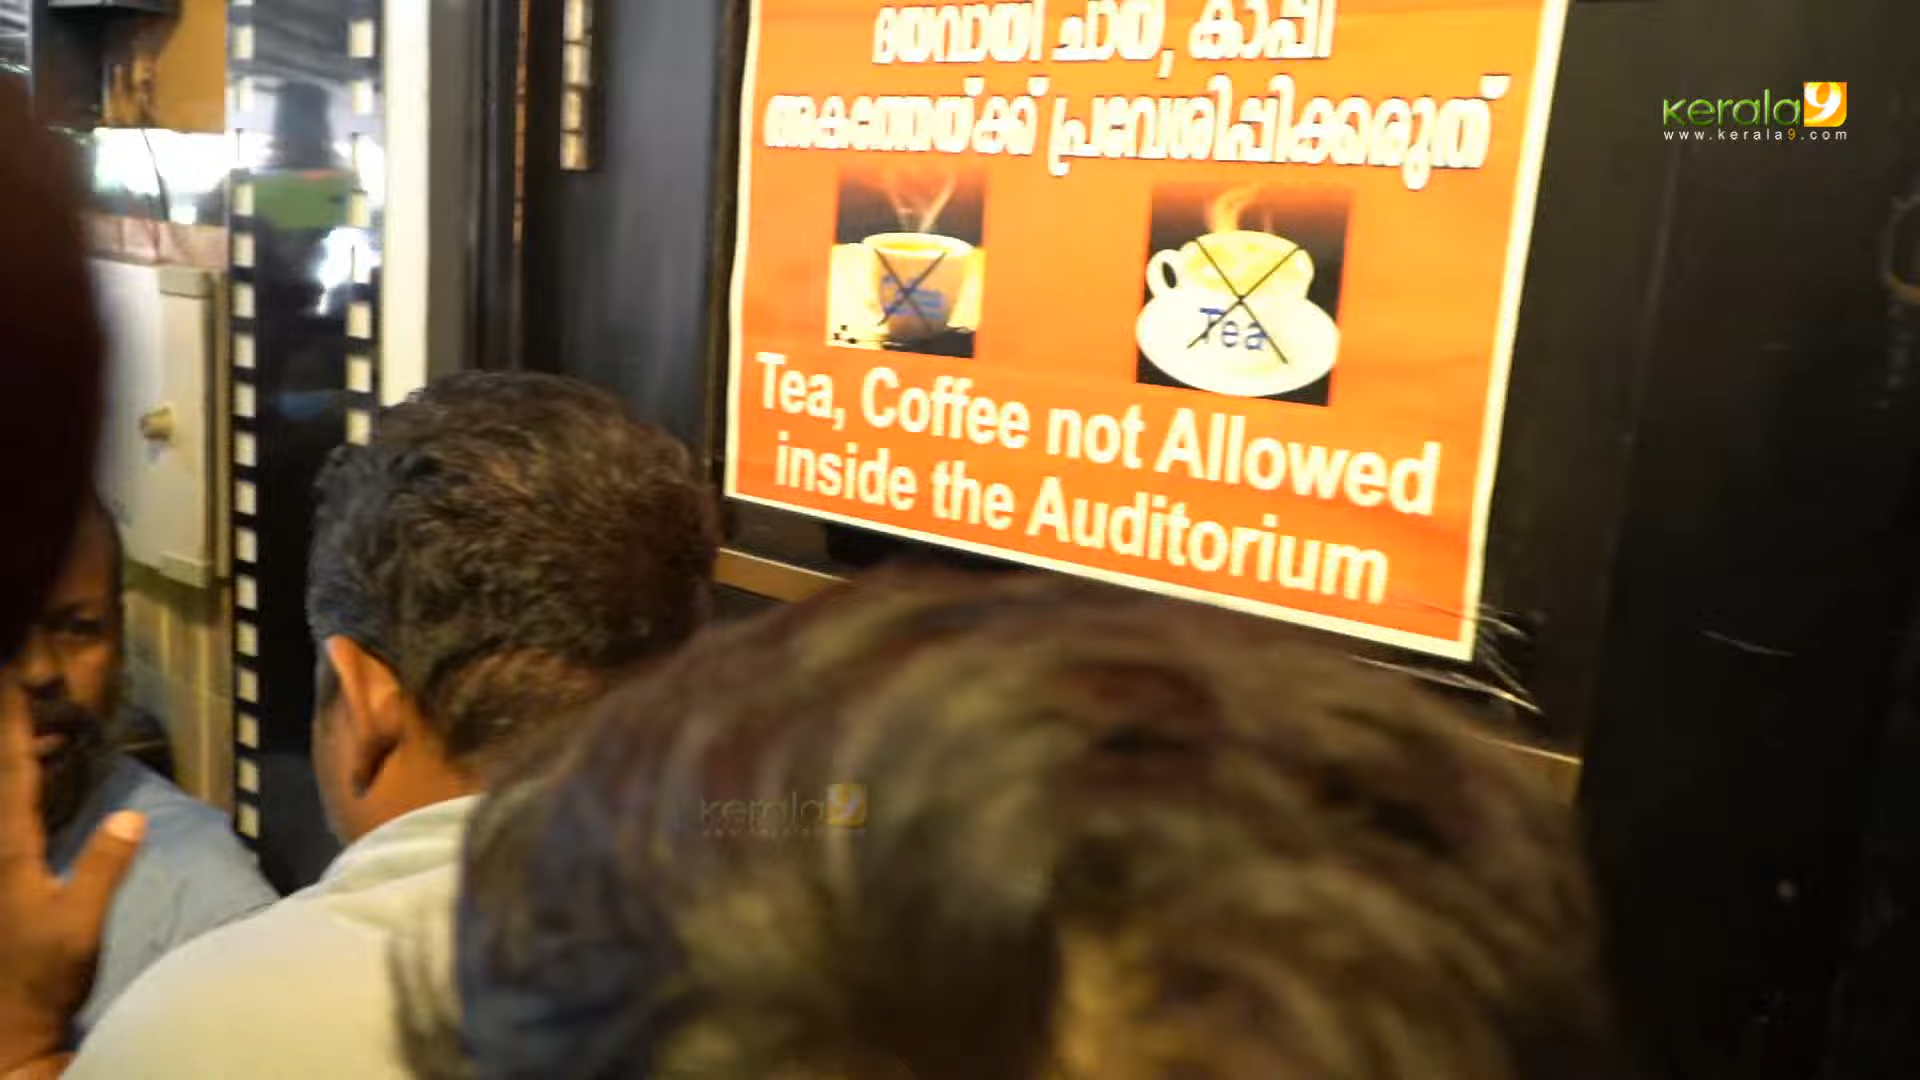 ദയവായി ചായ, കാപ്പി
അകത്തേയ്ക്ക് പ്രവേശിപ്പിക്കരുത്
Tea
Tea, Coffee not Allowed
inside the Auditorium
kerala9
www.kerala9.com
kerala9